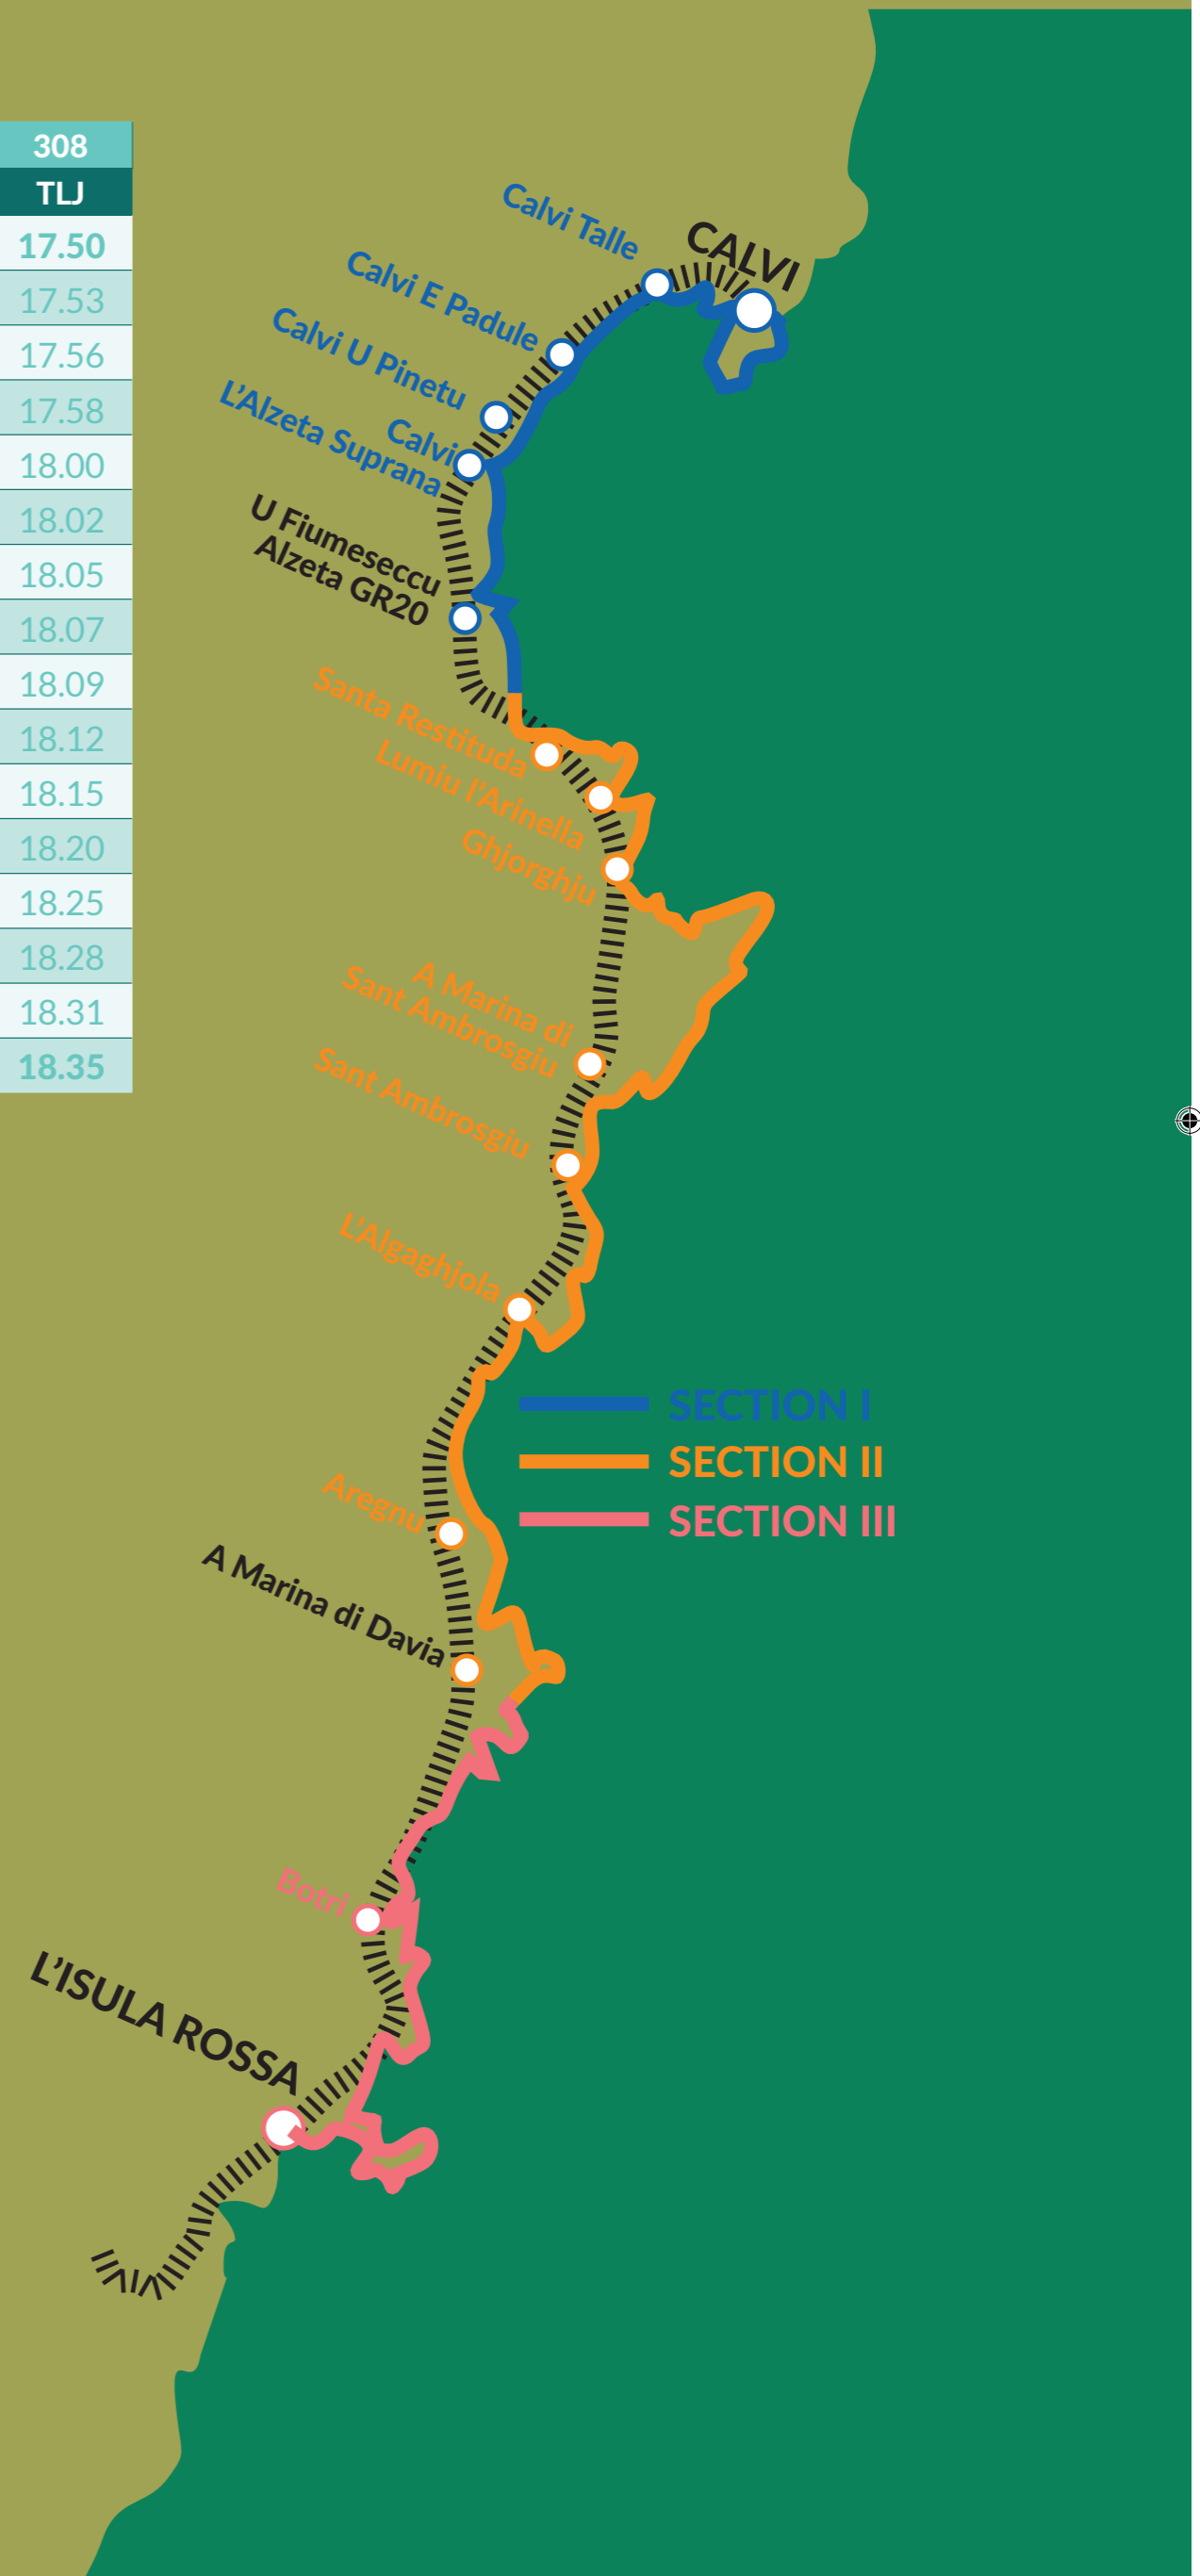 308
TLJ
17.50
17.53
17.56
17.58
18.00
18.02
18.05
18.07
18.09
18.12
18.15
18.20
18.25
18.28
18.31
18.35
Calvi Talle
CALVI
Calvi E Padule
Calvi U Pinetu
Calvi
L’Alzeta Suprana
U Fiumeseccu
Alzeta GR20
Santa Restituda
Lumiu l’Arinella
Ghjorghju
A Marina di
Sant Ambrosgiu
Sant Ambrosgiu
L’Algaghjola
SECTION I
SECTION II
SECTION III
Aregnu
A Marina di Davia
Botri
L’ISULA ROSSA